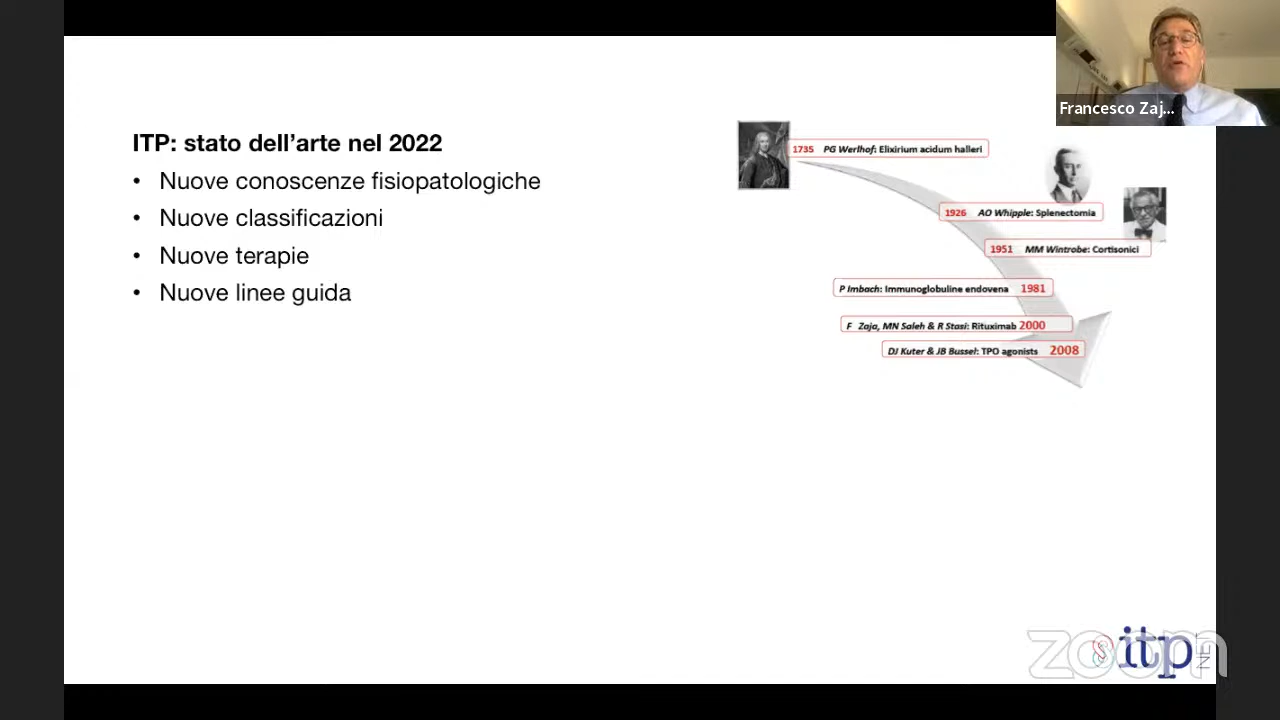 Francesco Zaj...
ITP: stato dell’arte nel 2022
• Nuove conoscenze fisiopatologiche
• Nuove classificazioni
• Nuove terapie
• Nuove linee guida
1735 PG Werlhof: Elixirium acidum halleri
1926 AO Whipple: Splenectomia
1951 MM Wintrobe: Cortisonici
P Imbach: Immunoglobuline endovena 1981
F Zaja, MN Saleh & R Stasi: Rituximab 2000
DJ Kuter & JB Bussel: TPO agonists 2008
zoom
itp
NET